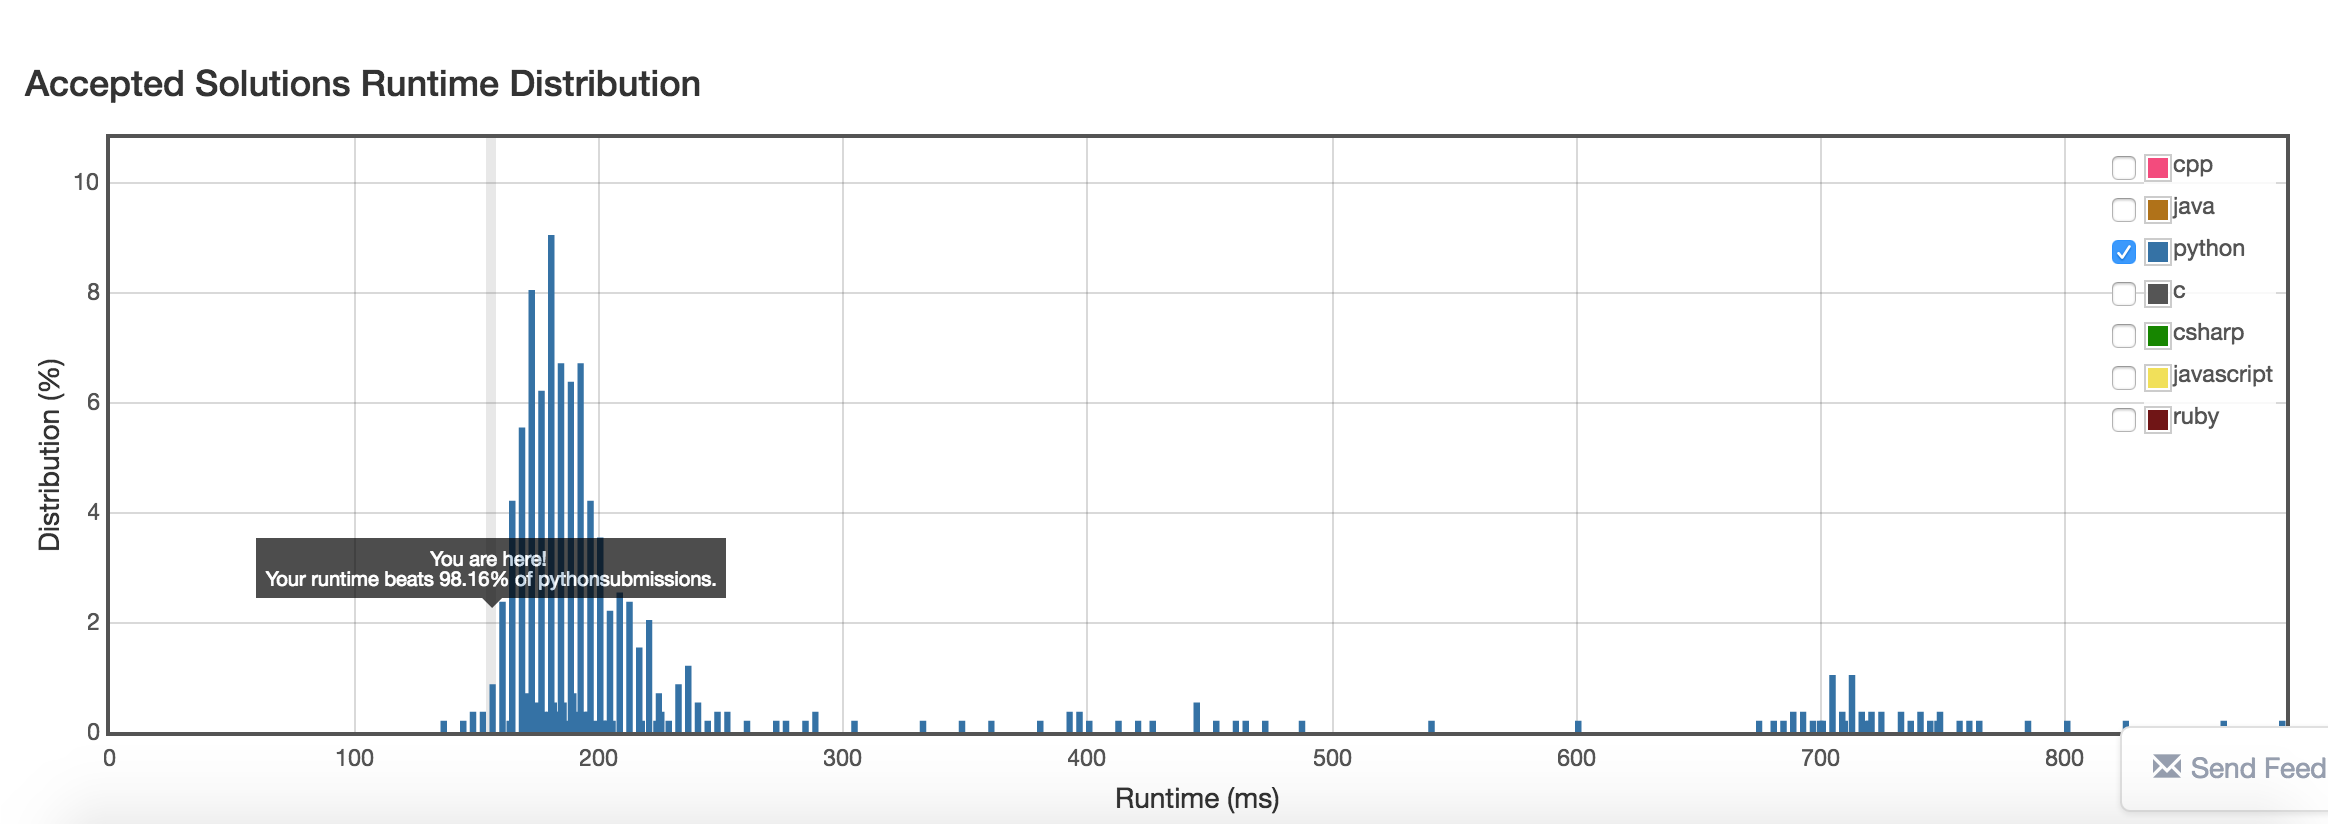 Accepted Solutions Runtime Distribution
Distribution (%)
10
8
6
4
2
0
cpp
java
python
c
csharp
javascript
ruby
You are here!
Your runtime beats 98.16% of pythonsubmissions.
0 100 200 300 400 500 600 700 800
Runtime (ms)
Send Feed